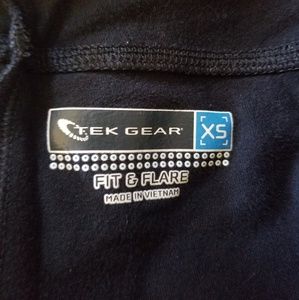 TEK GEAR XS
FIT & FLARE
MADE IN VIETNAM